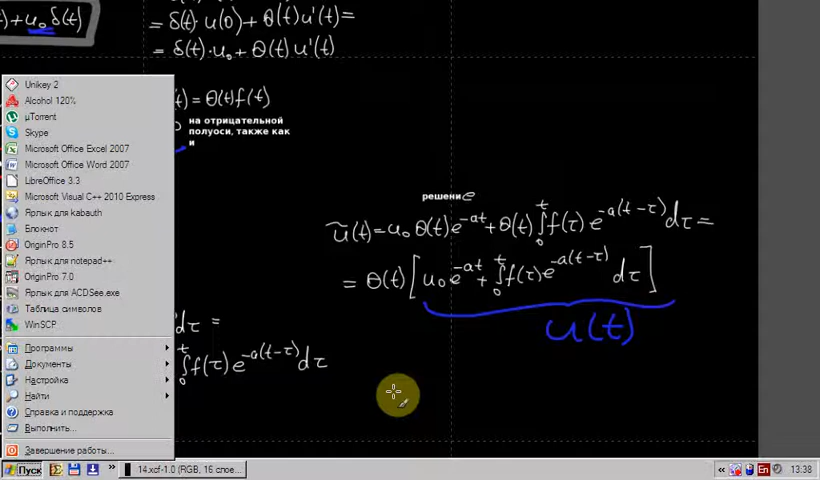 ) + u₀δ(t)
= δ(t)·u(0) + θ(t)u'(t) =
= δ(t)·u₀ + θ(t)u'(t)
t) = θ(t)f(t)
на отрицательной
полуоси, также как
и
решение
ũ(t) = u₀θ(t)e^{-at} + θ(t)∫₀ᵗf(τ)e^{-a(t-τ)}dτ =
= θ(t)[u₀e^{-at} + ∫₀ᵗf(τ)e^{-a(t-τ)}dτ]
u(t)
dτ =
∫₀ᵗf(τ)e^{-a(t-τ)}dτ
Unikey 2
Alcohol 120%
µTorrent
Skype
Microsoft Office Excel 2007
Microsoft Office Word 2007
LibreOffice 3.3
Microsoft Visual C++ 2010 Express
Ярлык для kabauth
Блокнот
OriginPro 8.5
Ярлык для notepad++
OriginPro 7.0
Ярлык для ACDSee.exe
Таблица символов
WinSCP
Программы
Документы
Настройка
Найти
Справка и поддержка
Выполнить...
Завершение работы...
Пуск
»
14.xcf-1.0 (RGB, 16 слое...
«
En
13:38